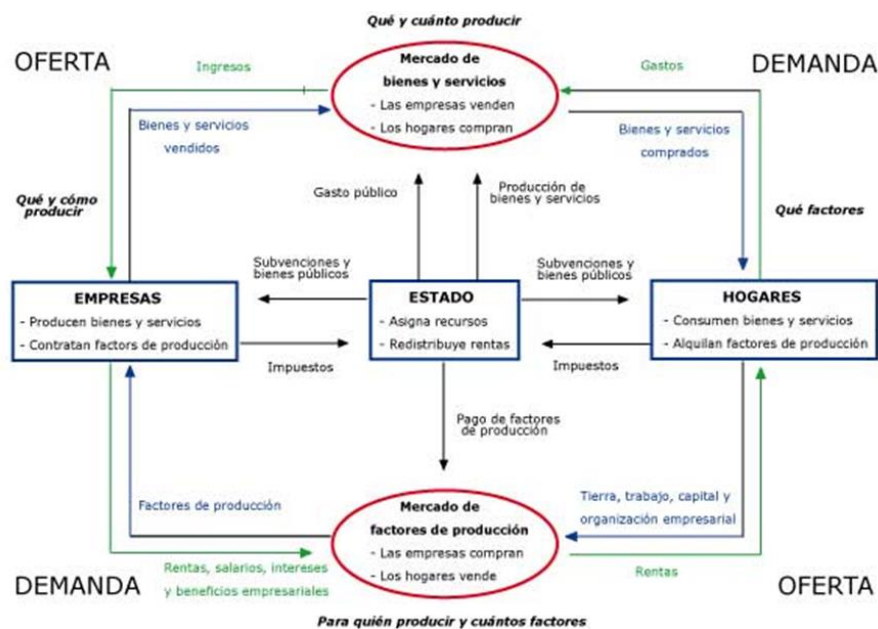 Qué y cuánto producir
OFERTA
DEMANDA
Ingresos
Mercado de
bienes y servicios
- Las empresas venden
- Los hogares compran
Gastos
Bienes y servicios
vendidos
Bienes y servicios
comprados
Qué y cómo
producir
Gasto público
Producción de
bienes y servicios
Qué factores
Subvenciones y
bienes públicos
Subvenciones y
bienes públicos
EMPRESAS
- Producen bienes y servicios
- Contratan factors de producción
ESTADO
- Asigna recursos
- Redistribuye rentas
HOGARES
- Consumen bienes y servicios
- Alquilan factores de producción
Impuestos
Impuestos
Pago de factores
de producción
Factores de producción
Mercado de
factores de producción
- Las empresas compran
- Los hogares vende
Tierra, trabajo, capital y
organización empresarial
Rentas, salarios, intereses
y beneficios empresariales
Rentas
DEMANDA
OFERTA
Para quién producir y cuántos factores